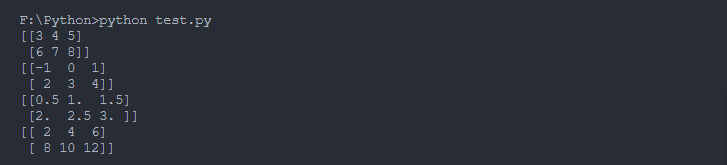 F:\Python>python test.py
[[3 4 5]
 [6 7 8]]
[[-1  0  1]
 [ 2  3  4]]
[[0.5 1.  1.5]
 [2.  2.5 3. ]]
[[ 2  4  6]
 [ 8 10 12]]